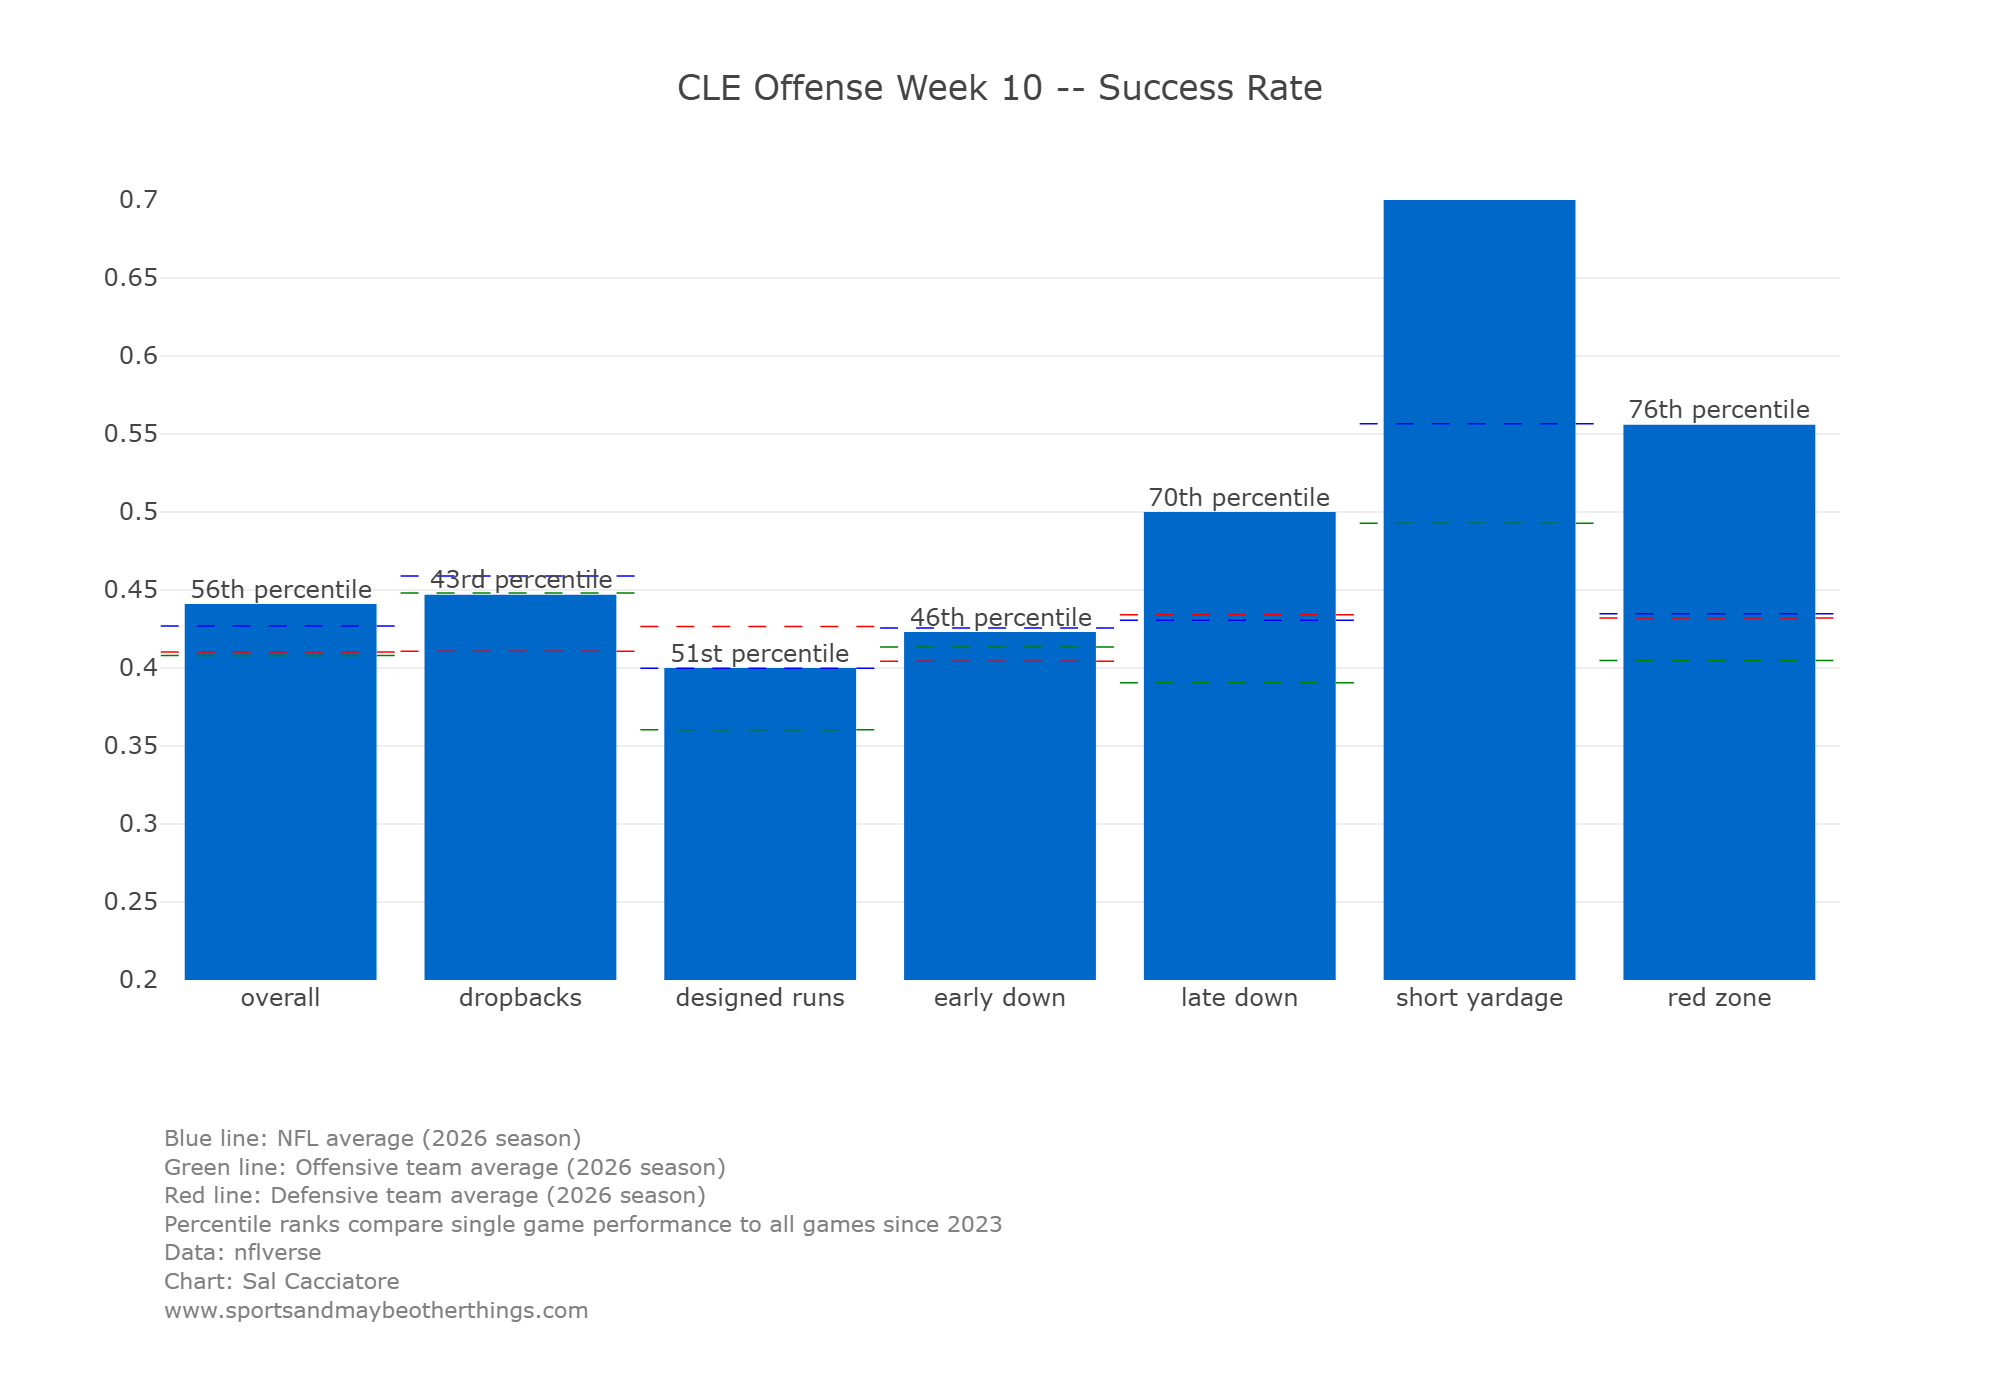 CLE Offense Week 10 -- Success Rate
0.7
0.65
0.6
0.55
0.5
0.45
0.4
0.35
0.3
0.25
0.2
56th percentile
43rd percentile
51st percentile
46th percentile
70th percentile
76th percentile
overall
dropbacks
designed runs
early down
late down
short yardage
red zone
Blue line: NFL average (2026 season)
Green line: Offensive team average (2026 season)
Red line: Defensive team average (2026 season)
Percentile ranks compare single game performance to all games since 2023
Data: nflverse
Chart: Sal Cacciatore
www.sportsandmaybeotherthings.com